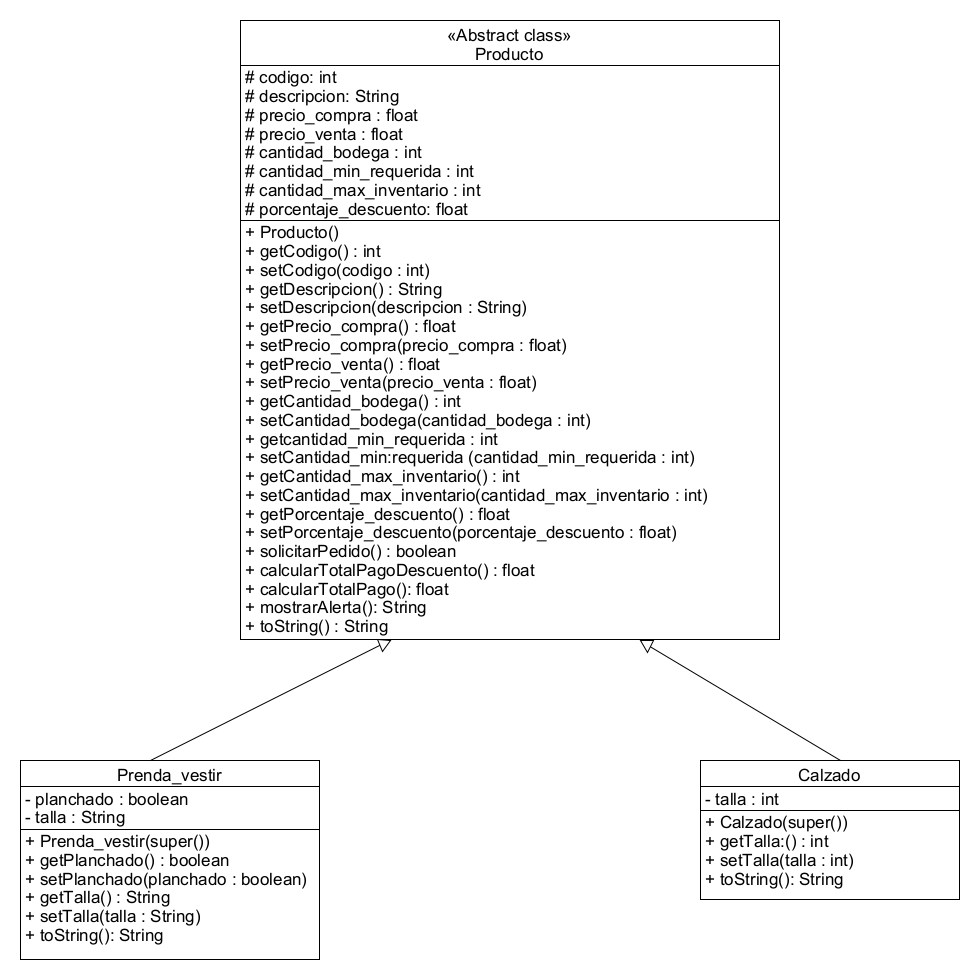 «Abstract class»
Producto
# codigo: int
# descripcion: String
# precio_compra : float
# precio_venta : float
# cantidad_bodega : int
# cantidad_min_requerida : int
# cantidad_max_inventario : int
# porcentaje_descuento: float
+ Producto()
+ getCodigo() : int
+ setCodigo(codigo : int)
+ getDescripcion() : String
+ setDescripcion(descripcion : String)
+ getPrecio_compra() : float
+ setPrecio_compra(precio_compra : float)
+ getPrecio_venta() : float
+ setPrecio_venta(precio_venta : float)
+ getCantidad_bodega() : int
+ setCantidad_bodega(cantidad_bodega : int)
+ getcantidad_min_requerida : int
+ setCantidad_min:requerida (cantidad_min_requerida : int)
+ getCantidad_max_inventario() : int
+ setCantidad_max_inventario(cantidad_max_inventario : int)
+ getPorcentaje_descuento() : float
+ setPorcentaje_descuento(porcentaje_descuento : float)
+ solicitarPedido() : boolean
+ calcularTotalPagoDescuento() : float
+ calcularTotalPago(): float
+ mostrarAlerta(): String
+ toString() : String
Prenda_vestir
- planchado : boolean
- talla : String
+ Prenda_vestir(super())
+ getPlanchado() : boolean
+ setPlanchado(planchado : boolean)
+ getTalla() : String
+ setTalla(talla : String)
+ toString(): String
Calzado
- talla : int
+ Calzado(super())
+ getTalla:() : int
+ setTalla(talla : int)
+ toString(): String